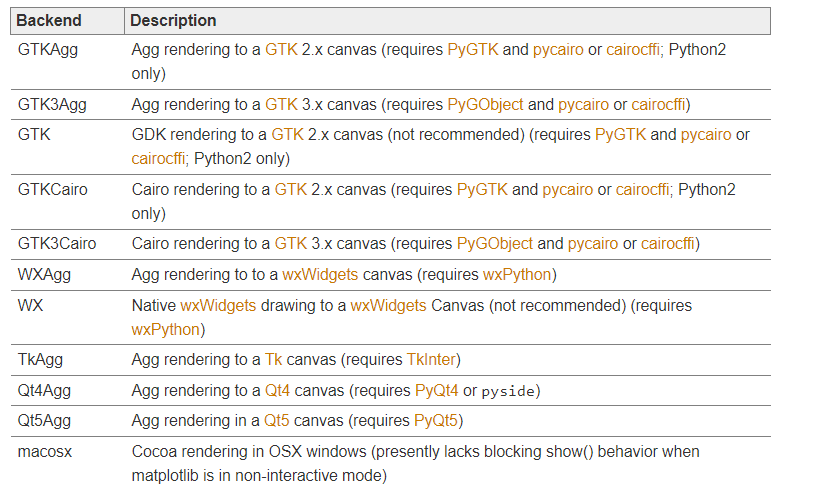 Backend Description
GTKAgg Agg rendering to a GTK 2.x canvas (requires PyGTK and pycairo or cairocffi; Python2
only)
GTK3Agg Agg rendering to a GTK 3.x canvas (requires PyGObject and pycairo or cairocffi)
GTK GDK rendering to a GTK 2.x canvas (not recommended) (requires PyGTK and pycairo or
cairocffi; Python2 only)
GTKCairo Cairo rendering to a GTK 2.x canvas (requires PyGTK and pycairo or cairocffi; Python2
only)
GTK3Cairo Cairo rendering to a GTK 3.x canvas (requires PyGObject and pycairo or cairocffi)
WXAgg Agg rendering to to a wxWidgets canvas (requires wxPython)
WX Native wxWidgets drawing to a wxWidgets Canvas (not recommended) (requires
wxPython)
TkAgg Agg rendering to a Tk canvas (requires TkInter)
Qt4Agg Agg rendering to a Qt4 canvas (requires PyQt4 or pyside)
Qt5Agg Agg rendering in a Qt5 canvas (requires PyQt5)
macosx Cocoa rendering in OSX windows (presently lacks blocking show() behavior when
matplotlib is in non-interactive mode)